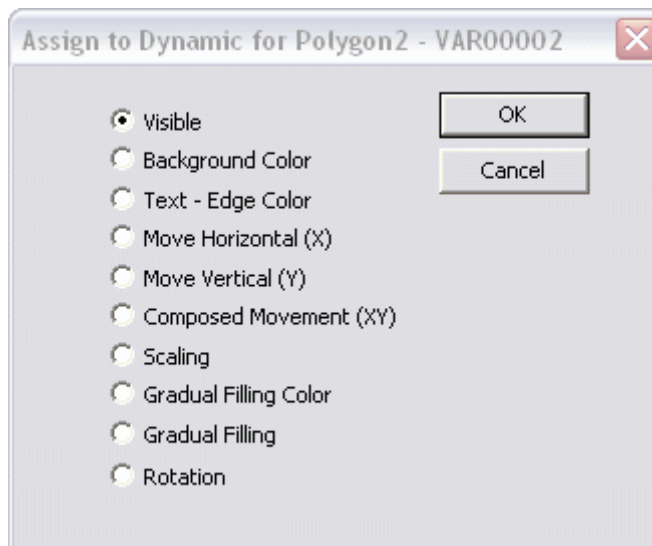 Assign to Dynamic for Polygon2 - VAR00002
Visible
OK
Background Color
Cancel
Text - Edge Color
Move Horizontal (X)
Move Vertical (Y)
Composed Movement (XY)
Scaling
Gradual Filling Color
Gradual Filling
Rotation